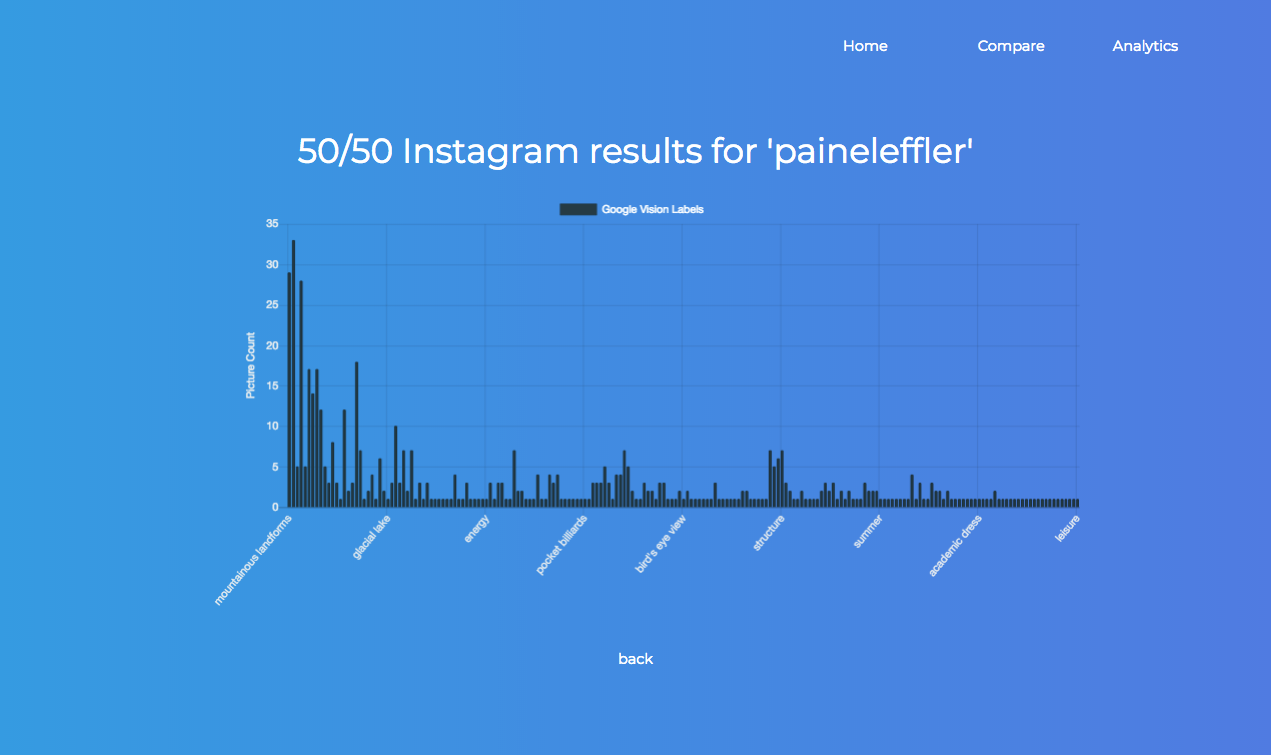 Home Compare Analytics
50/50 Instagram results for 'paineleffler'
Google Vision Labels
35
30
25
20
15
10
5
0
Picture Count
mountainous landforms
glacial lake
energy
pocket billiards
bird's eye view
structure
summer
academic dress
leisure
back